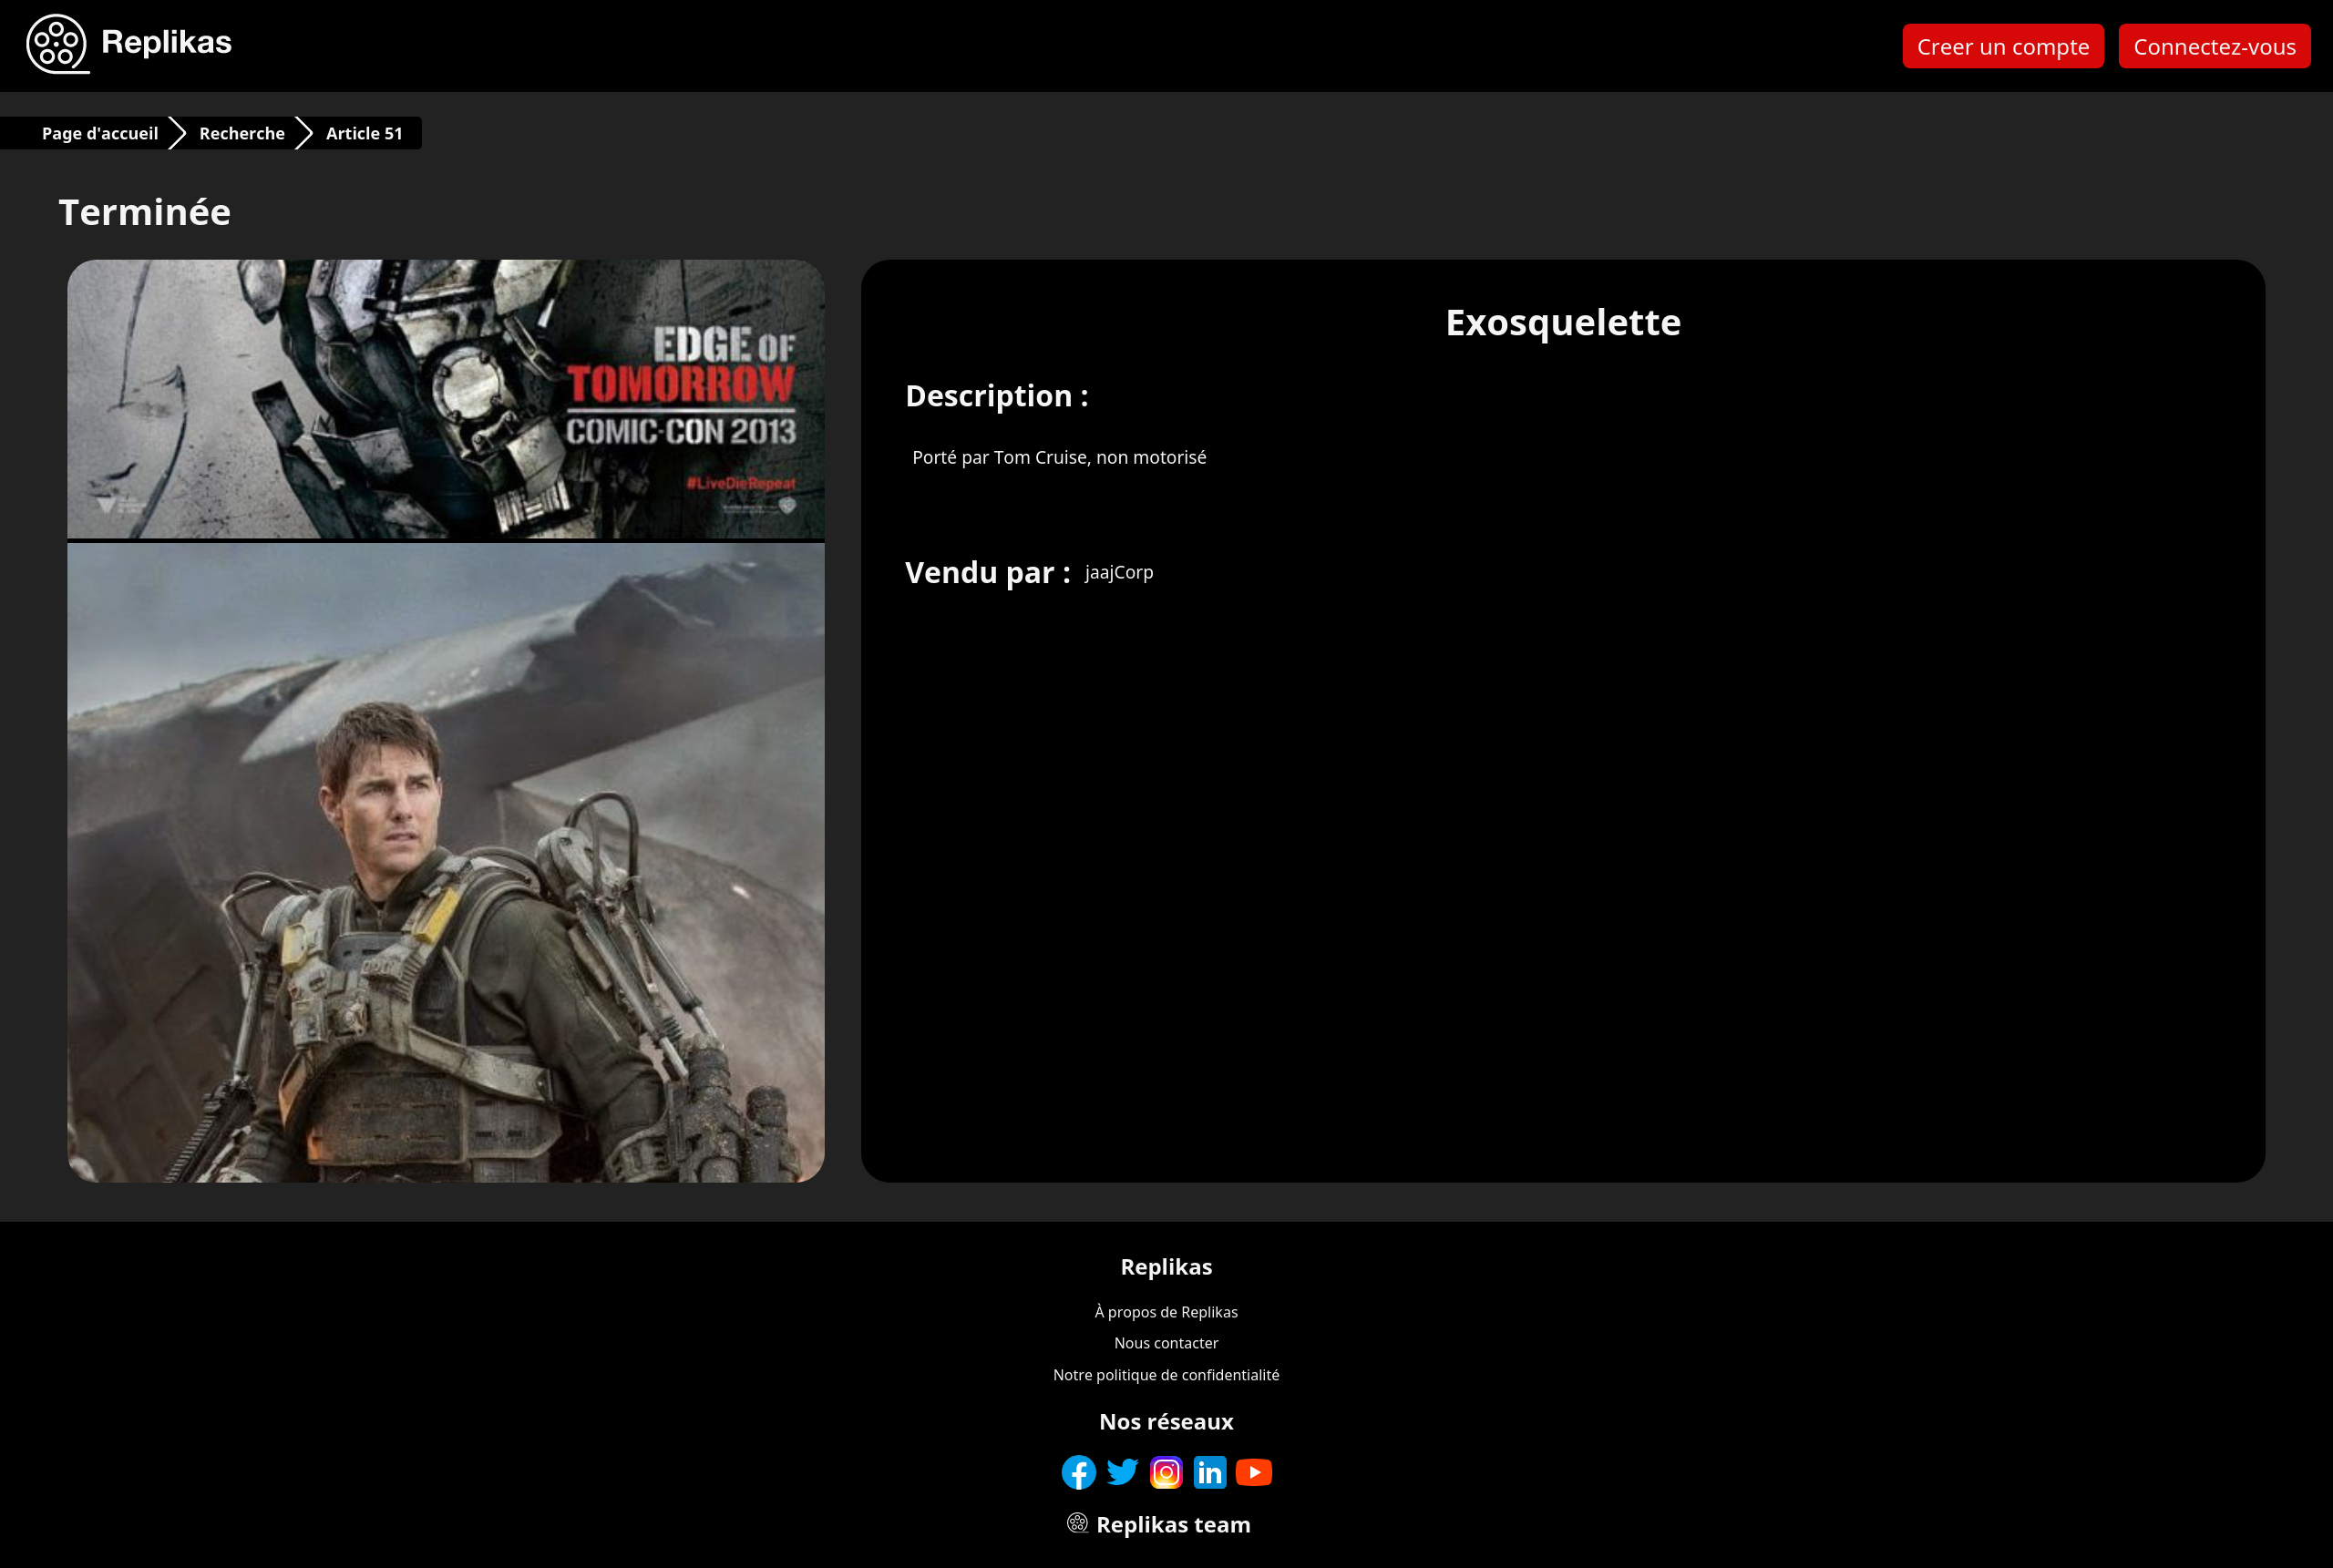 Replikas
Creer un compte
Connectez-vous
Page d'accueil
Recherche
Article 51
Terminée
EDGE OF
TOMORROW
COMIC-CON 2013
#LiveDieRepeat
Exosquelette
Description :
Porté par Tom Cruise, non motorisé
Vendu par : jaajCorp
Replikas
À propos de Replikas
Nous contacter
Notre politique de confidentialité
Nos réseaux
Replikas team